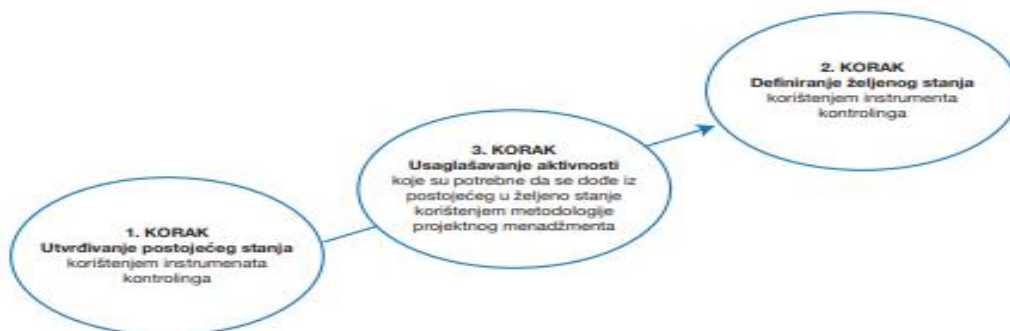 1. KORAK
Utvrđivanje postojećeg stanja
korištenjem instrumenata
kontrolinga
3. KORAK
Usaglašavanje aktivnosti
koje su potrebne da se dođe iz
postojećeg u željeno stanje
korištenjem metodologije
projektnog menadžmenta
2. KORAK
Definiranje željenog stanja
korištenjem instrumenta
kontrolinga